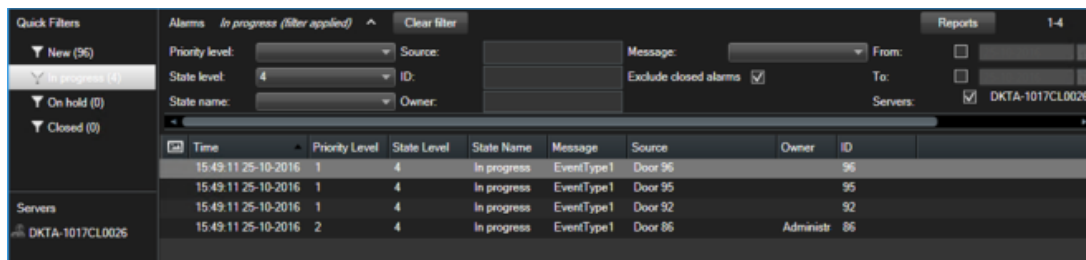 Quick Filters
New (96)
In progress (4)
On hold (0)
Closed (0)
Servers
DKTA-1017CL0026
Alarms In progress (filter applied) Clear filter Reports 1-4
Priority level: Source: Message: From:
State level: 4 ID: Exclude closed alarms To:
State name: Owner: Servers: DKTA-1017CL0026
Time Priority Level State Level State Name Message Source Owner ID
15:49:11 25-10-2016 1 4 In progress EventType1 Door 96 96
15:49:11 25-10-2016 1 4 In progress EventType1 Door 95 95
15:49:11 25-10-2016 1 4 In progress EventType1 Door 92 92
15:49:11 25-10-2016 2 4 In progress EventType1 Door 86 Administr 86